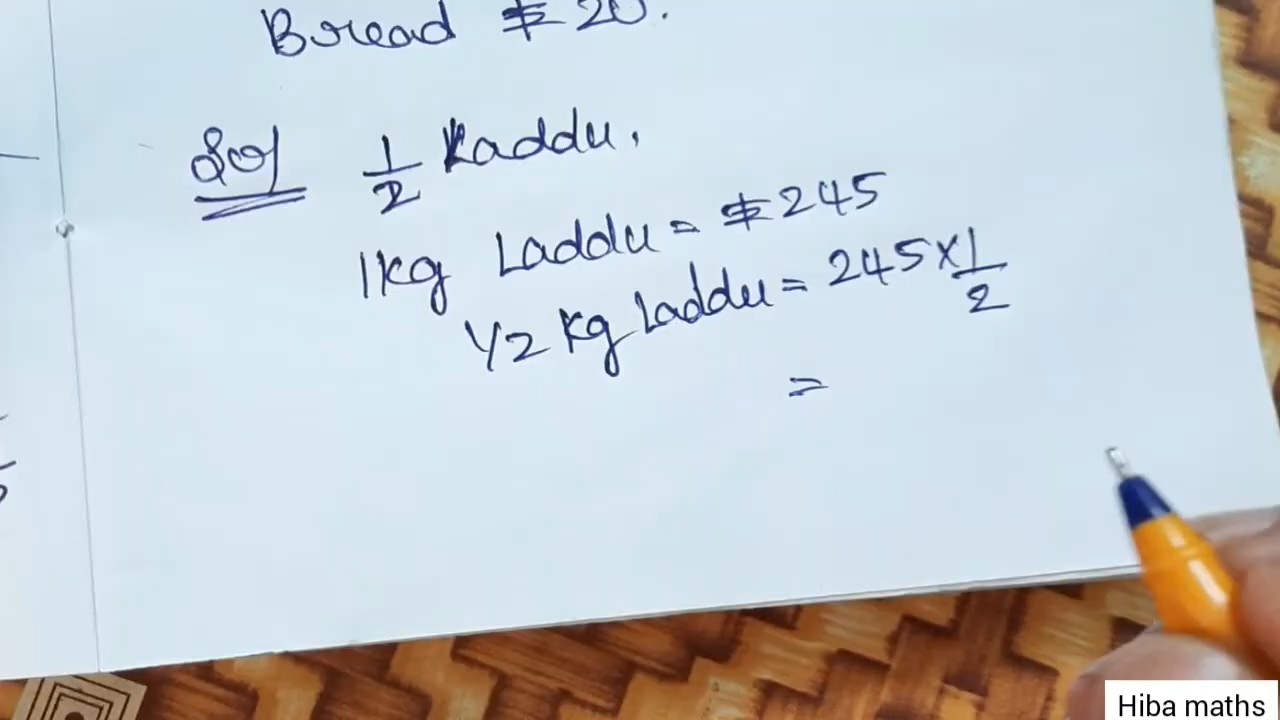 Bread ₹ 20.
Sol
1/2 Laddu.
1kg Laddu = ₹245
1/2 kg Laddu = 245 × 1/2
=
Hiba maths